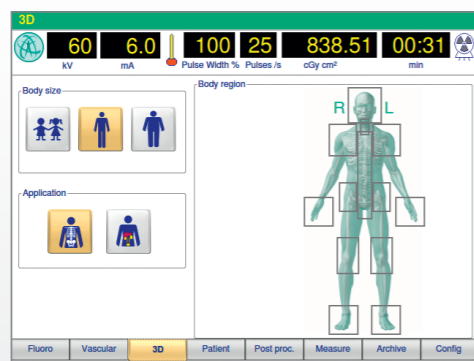 3D
60 6.0 100 25 838.51 00:31
kV mA Pulse Width % Pulses /s cGy cm² min
Body size
Body region
R L
Application
Fluoro Vascular 3D Patient Post proc. Measure Archive Config